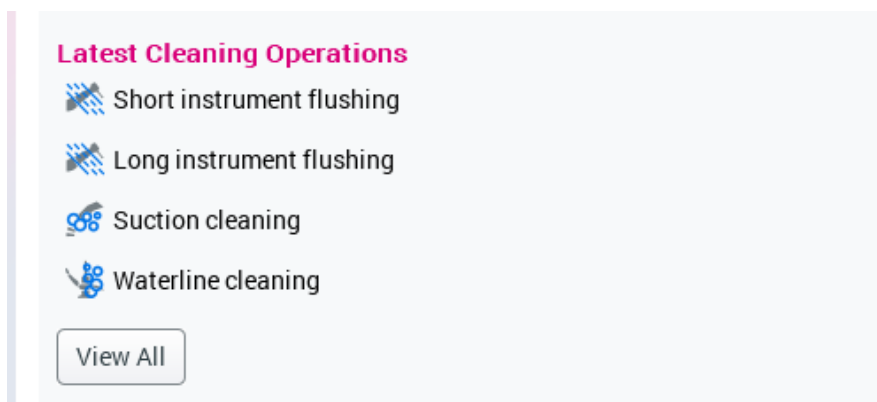 Latest Cleaning Operations
Short instrument flushing
Long instrument flushing
Suction cleaning
Waterline cleaning
View All